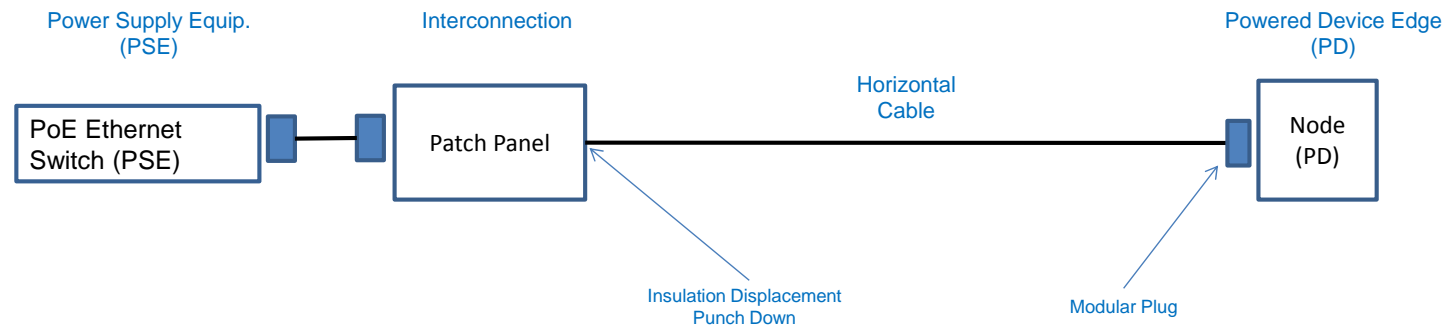 Power Supply Equip.
(PSE)
Interconnection
Powered Device Edge
(PD)
Horizontal
Cable
PoE Ethernet
Switch (PSE)
Patch Panel
Node
(PD)
Insulation Displacement
Punch Down
Modular Plug